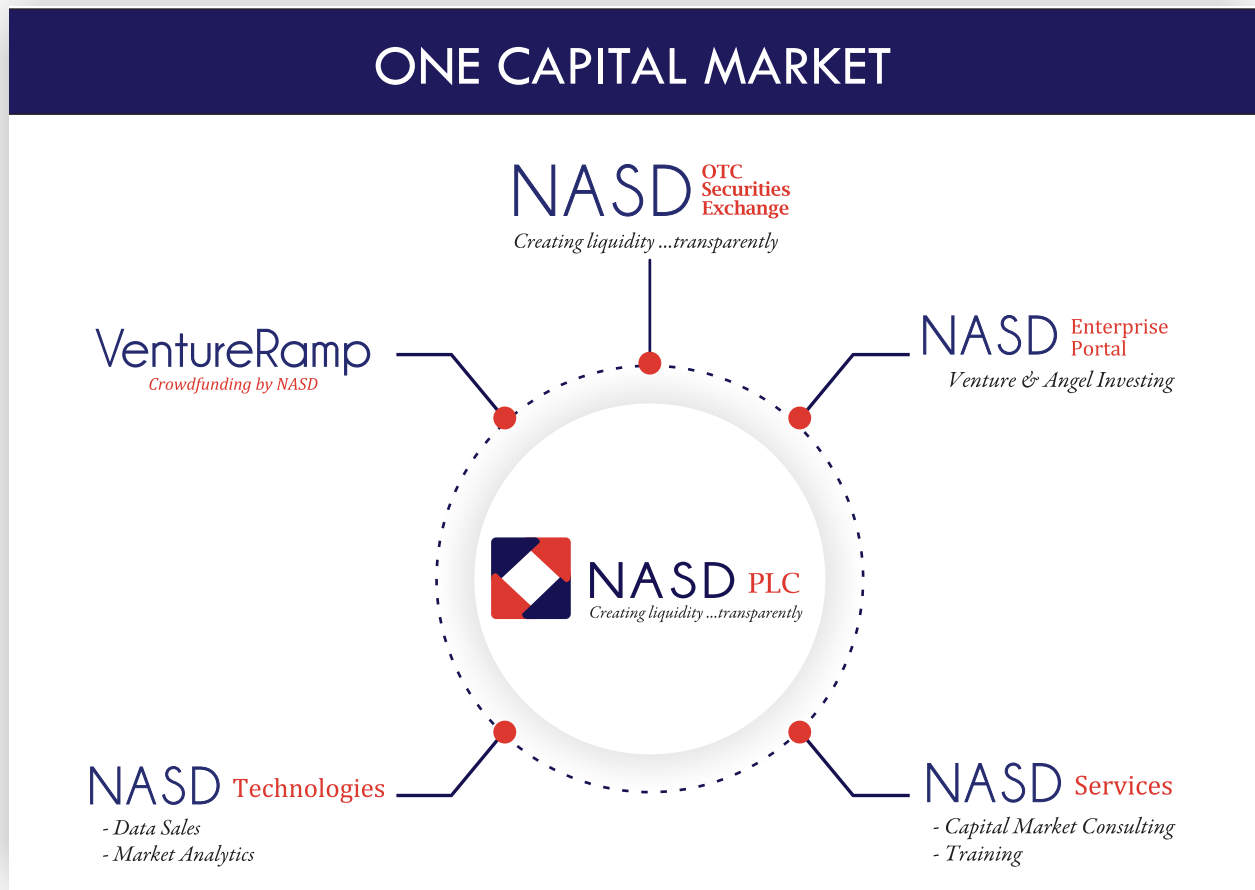 ONE CAPITAL MARKET
NASD OTC
Securities
Exchange
Creating liquidity ...transparently
VentureRamp
Crowdfunding by NASD
NASD Enterprise
Portal
Venture & Angel Investing
NASD PLC
Creating liquidity ...transparently
NASD Technologies
- Data Sales
- Market Analytics
NASD Services
- Capital Market Consulting
- Training